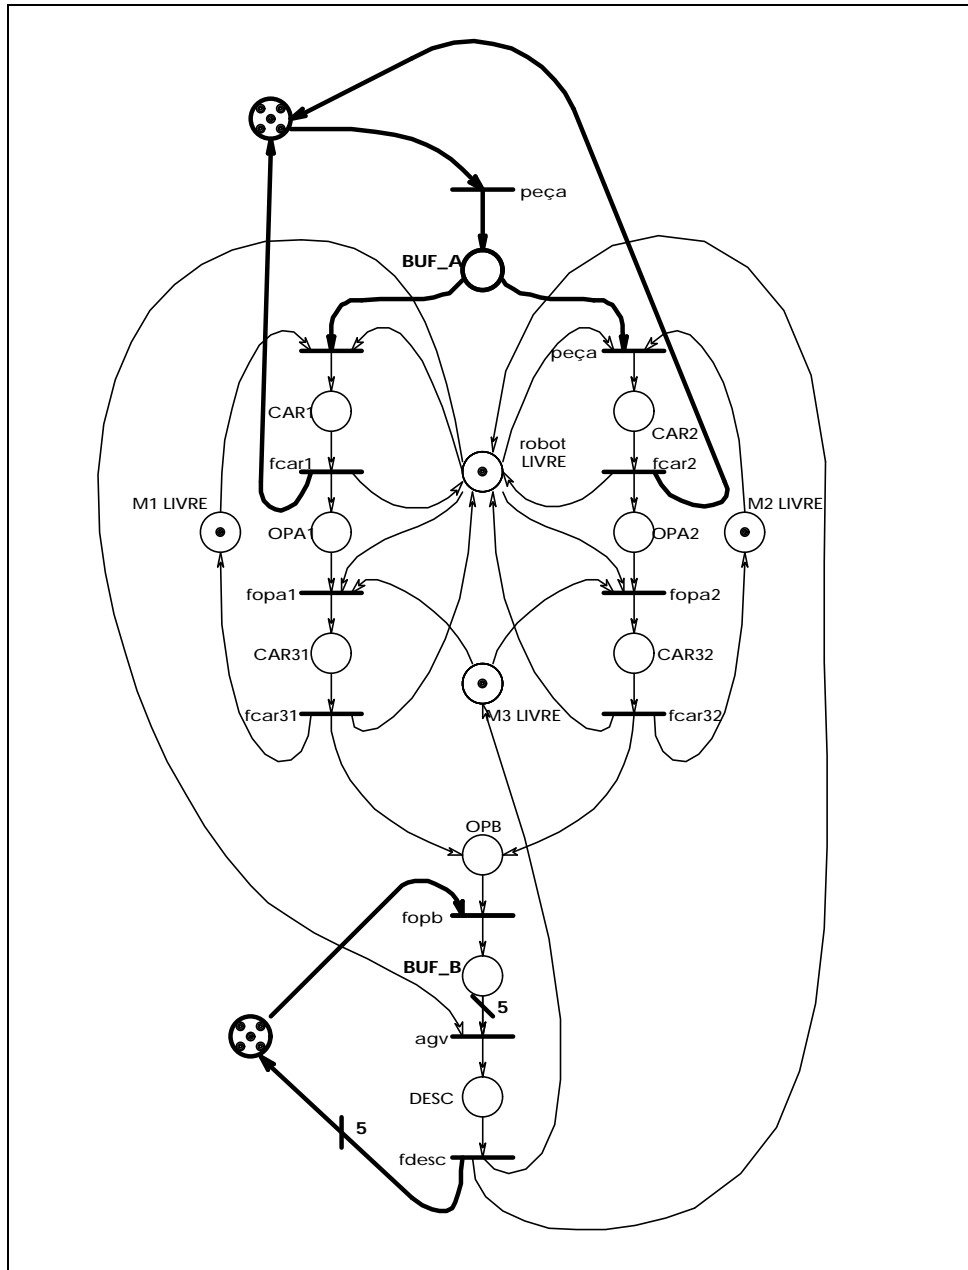 peça
BUF_A
peça
CAR1
CAR2
robot
LIVRE
fcar1
fcar2
M1 LIVRE
M2 LIVRE
OPA1
OPA2
fopa1
fopa2
CAR31
CAR32
fcar31
M3 LIVRE
fcar32
OPB
fopb
BUF_B
5
agv
DESC
5
fdesc